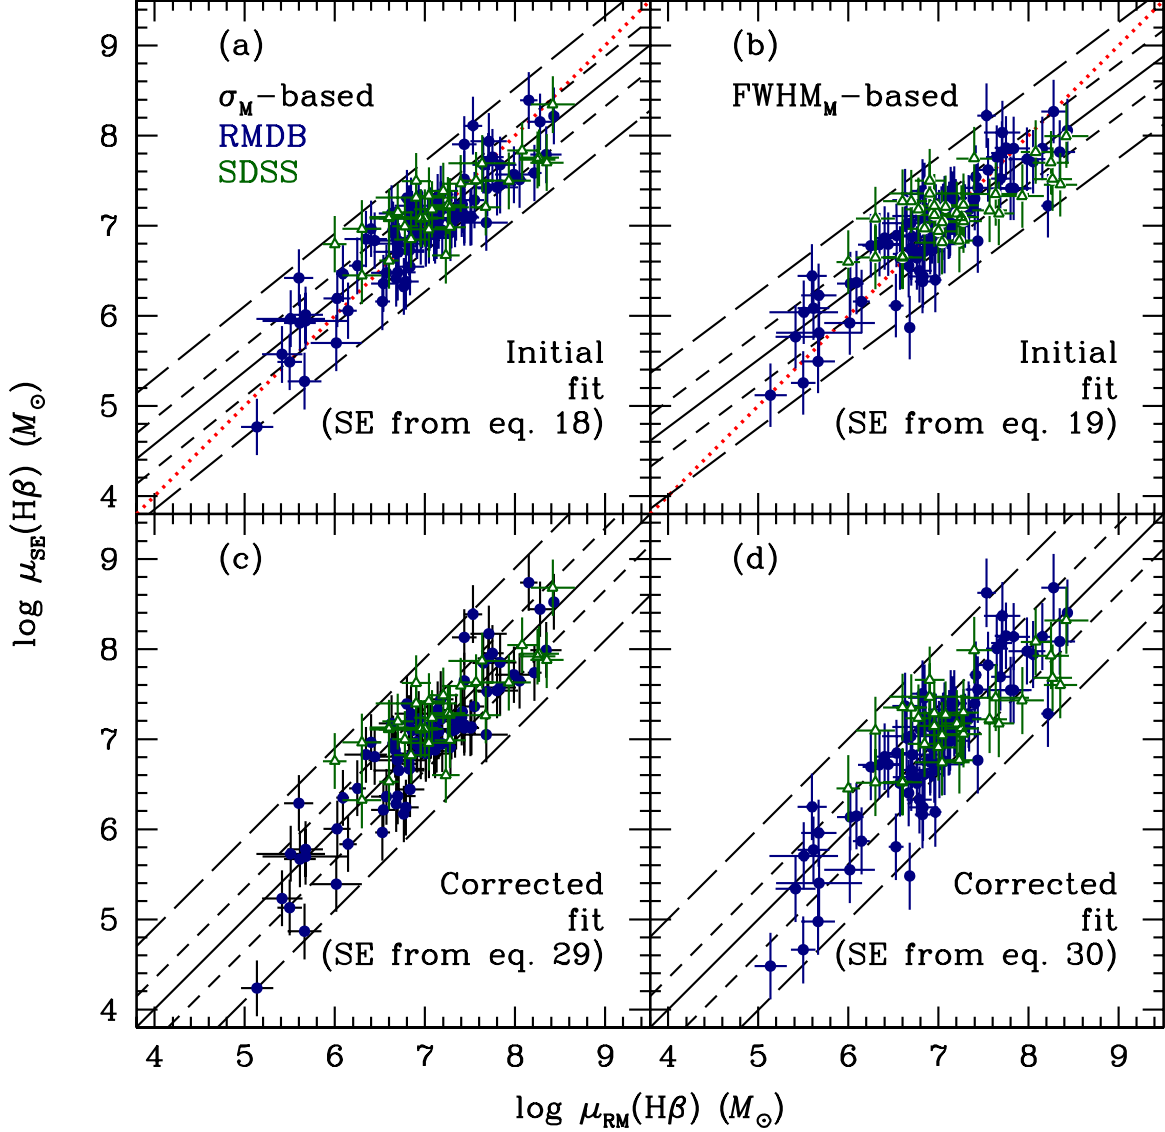 (a)
σM-based
RMDB
SDSS
Initial
fit
(SE from eq. 18)
(b)
FWHMM-based
Initial
fit
(SE from eq. 19)
9
8
7
6
5
4
(c)
Corrected
fit
(SE from eq. 29)
(d)
Corrected
fit
(SE from eq. 30)
9
8
7
6
5
4
4 5 6 7 8 9 4 5 6 7 8 9
log μSE(Hβ) (M⊙)
log μRM(Hβ) (M⊙)